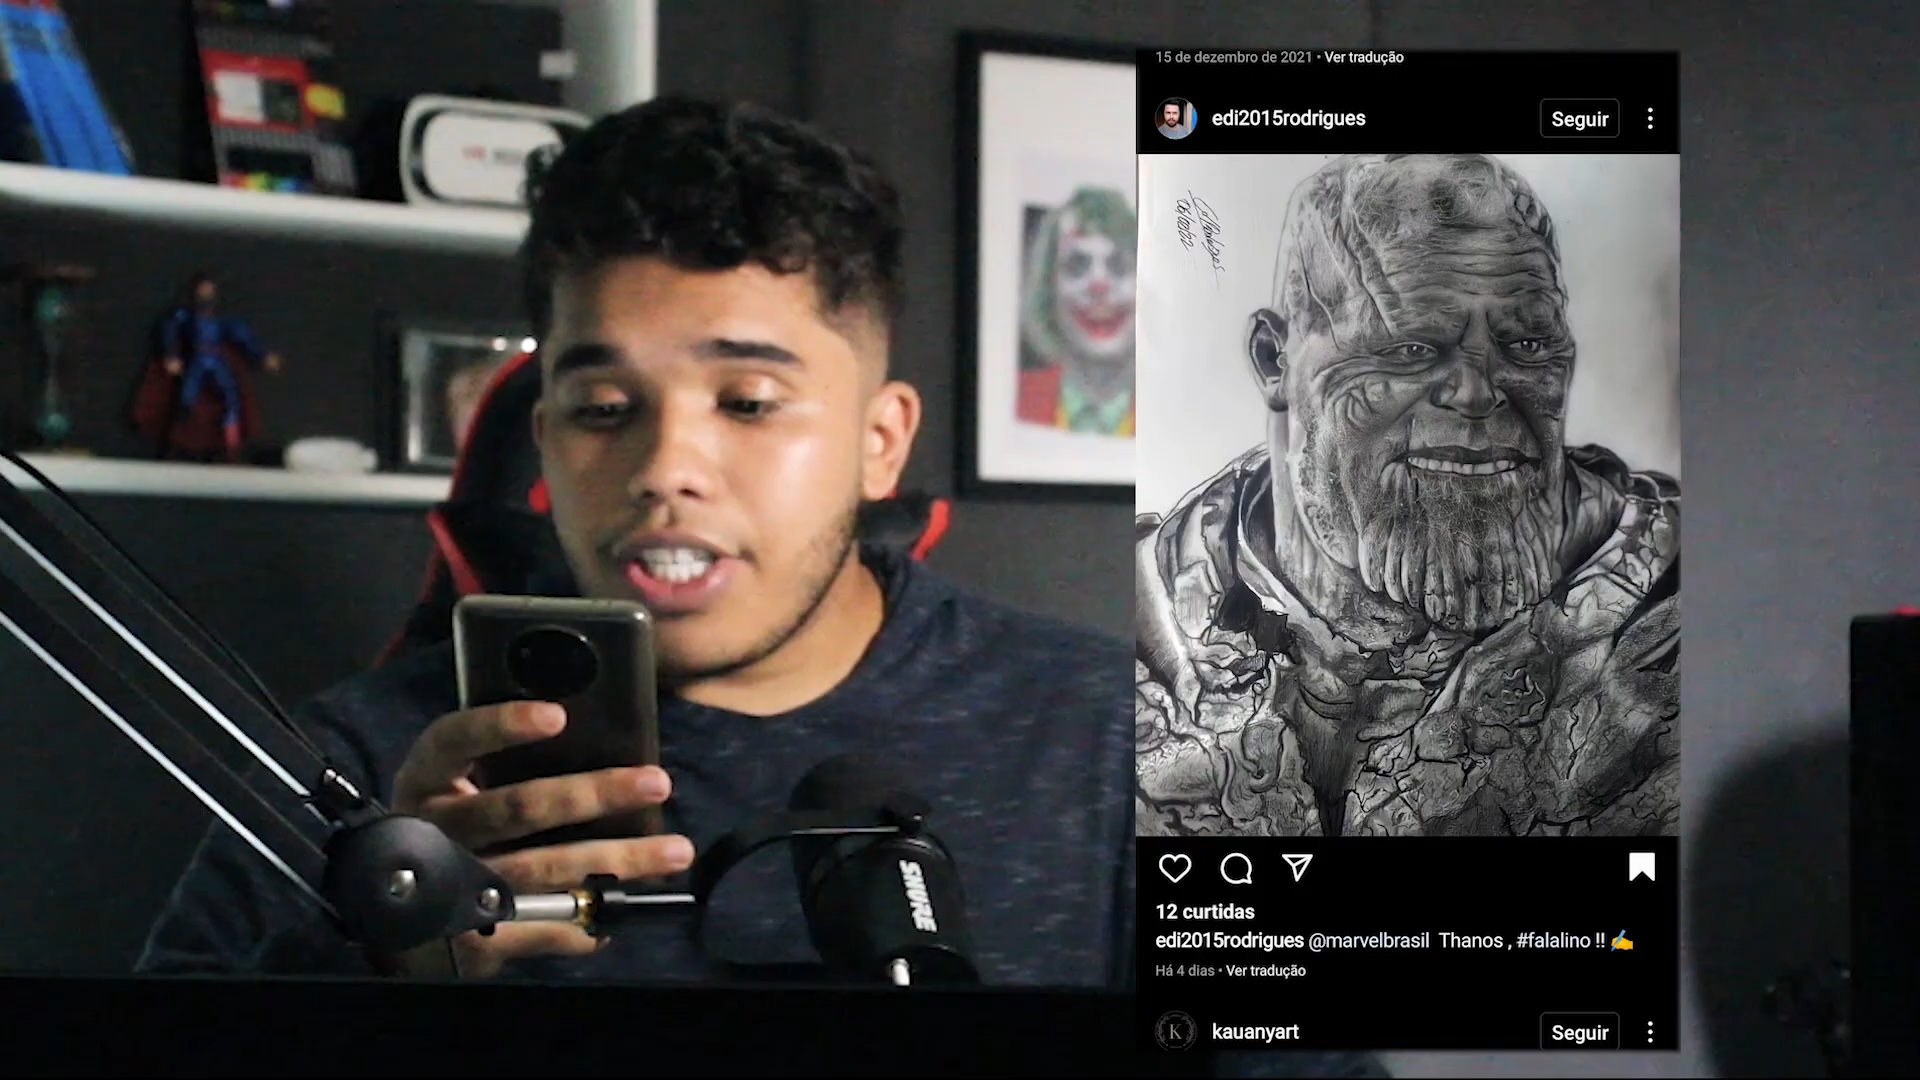 15 de dezembro de 2021 • Ver tradução
edi2015rodrigues
Seguir
12 curtidas
edi2015rodrigues @marvelbrasil Thanos , #falalino !! ✍️
Há 4 dias • Ver tradução
K
kauanyart
Seguir
SHURE